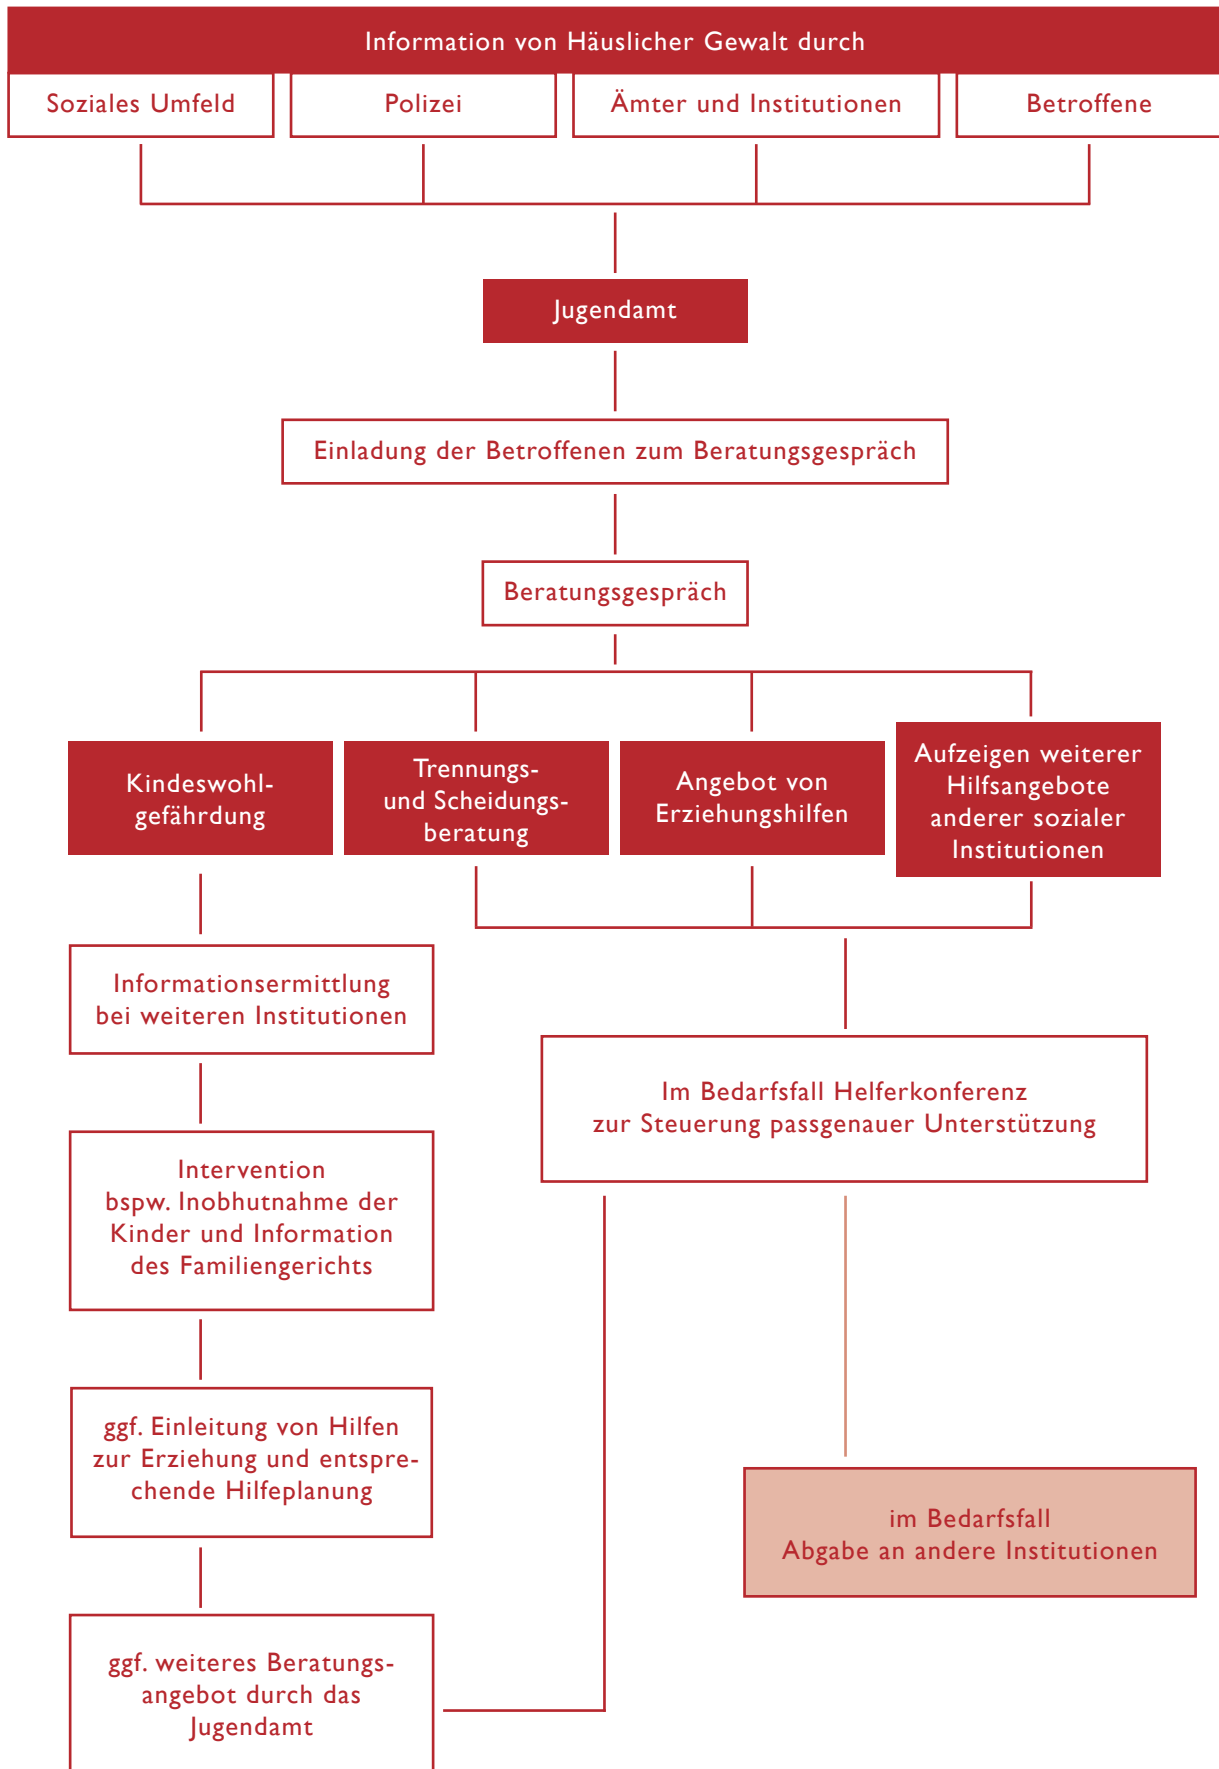 Information von Häuslicher Gewalt durch
Soziales Umfeld
Polizei
Ämter und Institutionen
Betroffene
Jugendamt
Einladung der Betroffenen zum Beratungsgespräch
Beratungsgespräch
Kindeswohl-
gefährdung
Trennungs-
und Scheidungs-
beratung
Angebot von
Erziehungshilfen
Aufzeigen weiterer
Hilfsangebote
anderer sozialer
Institutionen
Informationsermittlung
bei weiteren Institutionen
Im Bedarfsfall Helferkonferenz
zur Steuerung passgenauer Unterstützung
Intervention
bspw. Inobhutnahme der
Kinder und Information
des Familiengerichts
ggf. Einleitung von Hilfen
zur Erziehung und entspre-
chende Hilfeplanung
im Bedarfsfall
Abgabe an andere Institutionen
ggf. weiteres Beratungs-
angebot durch das
Jugendamt